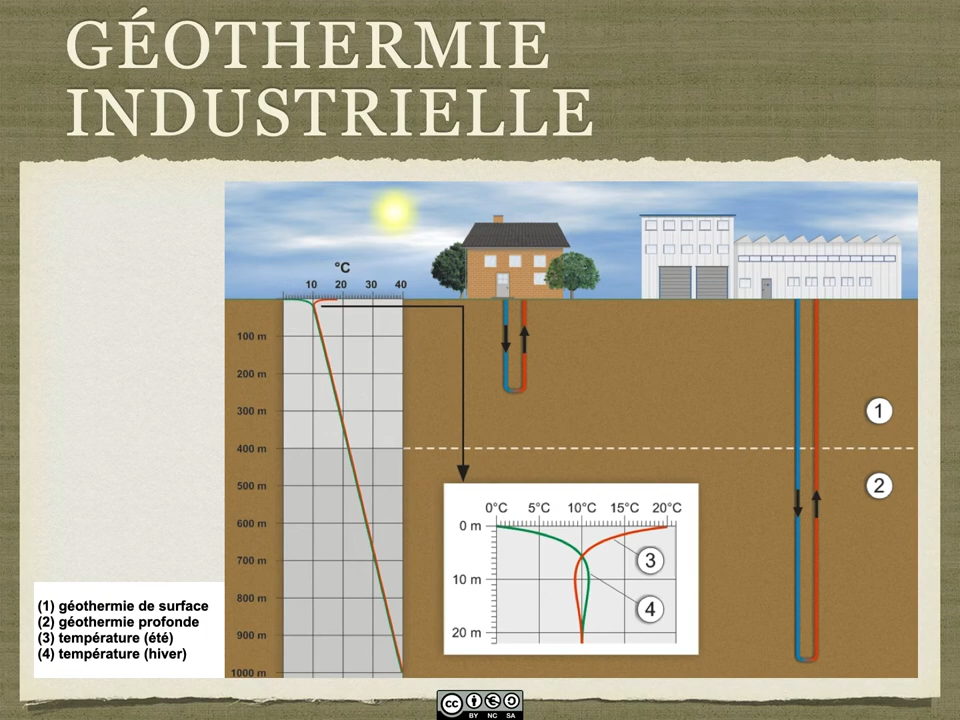 GÉOTHERMIE
INDUSTRIELLE
°C
10 20 30 40
100 m
200 m
300 m
400 m
500 m
600 m
700 m
800 m
900 m
1000 m
1
2
0°C 5°C 10°C 15°C 20°C
0 m
10 m
20 m
3
4
(1) géothermie de surface
(2) géothermie profonde
(3) température (été)
(4) température (hiver)
cc
BY NC SA